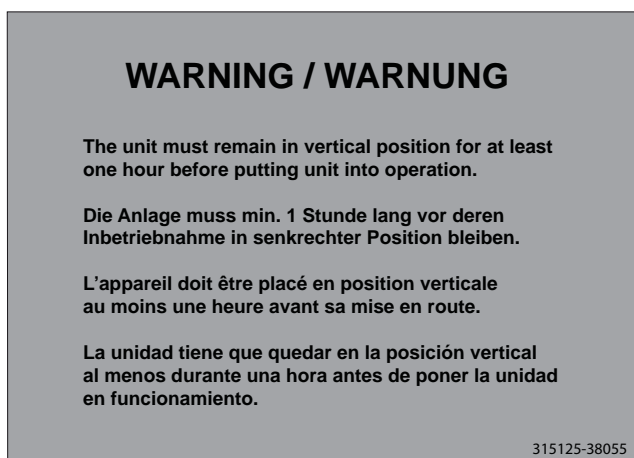 WARNING / WARNUNG
The unit must remain in vertical position for at least
one hour before putting unit into operation.
Die Anlage muss min. 1 Stunde lang vor deren
Inbetriebnahme in senkrechter Position bleiben.
L’appareil doit être placé en position verticale
au moins une heure avant sa mise en route.
La unidad tiene que quedar en la posición vertical
al menos durante una hora antes de poner la unidad
en funcionamiento.
315125-38055